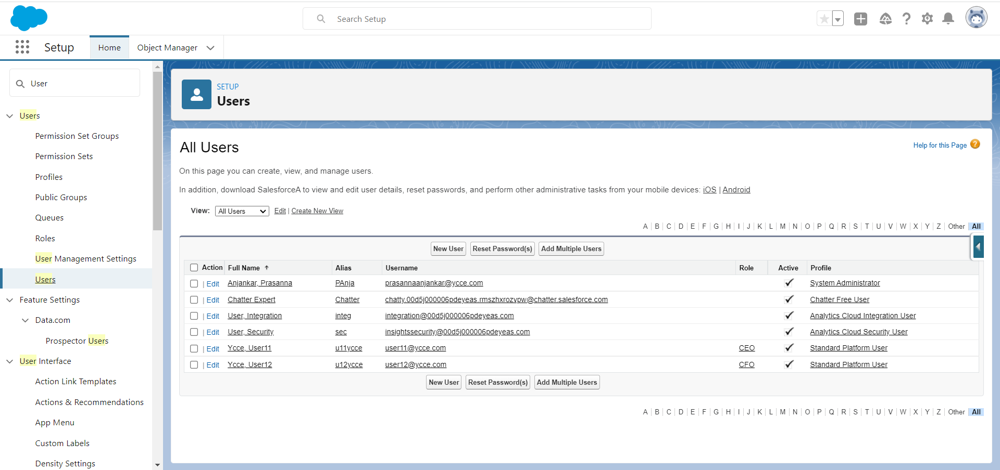 Search Setup
Setup Home Object Manager
User
Users
Permission Set Groups
Permission Sets
Profiles
Public Groups
Queues
Roles
User Management Settings
Users
Feature Settings
Data.com
Prospector Users
User Interface
Action Link Templates
Actions & Recommendations
App Menu
Custom Labels
Density Settings
SETUP
Users
All Users
Help for this Page ?
On this page you can create, view, and manage users.
In addition, download SalesforceA to view and edit user details, reset passwords, and perform other administrative tasks from your mobile devices: iOS | Android
View: All Users Edit | Create New View
A | B | C | D | E | F | G | H | I | J | K | L | M | N | O | P | Q | R | S | T | U | V | W | X | Y | Z | Other | All
New User Reset Password(s) Add Multiple Users
Action Full Name ↑ Alias Username Role Active Profile
| Edit Anjankar, Prasanna PAnja prasannaanjankar@ycce.com System Administrator
| Edit Chatter Expert Chatter chatty.00d5j000006pdeyeas.rmszhxrozvpw@chatter.salesforce.com Chatter Free User
| Edit User, Integration integ integration@00d5j000006pdeyeas.com Analytics Cloud Integration User
| Edit User, Security sec insightssecurity@00d5j000006pdeyeas.com Analytics Cloud Security User
| Edit Ycce, User11 u11ycce user11@ycce.com CEO Standard Platform User
| Edit Ycce, User12 u12ycce user12@ycce.com CFO Standard Platform User
New User Reset Password(s) Add Multiple Users
A | B | C | D | E | F | G | H | I | J | K | L | M | N | O | P | Q | R | S | T | U | V | W | X | Y | Z | Other | All